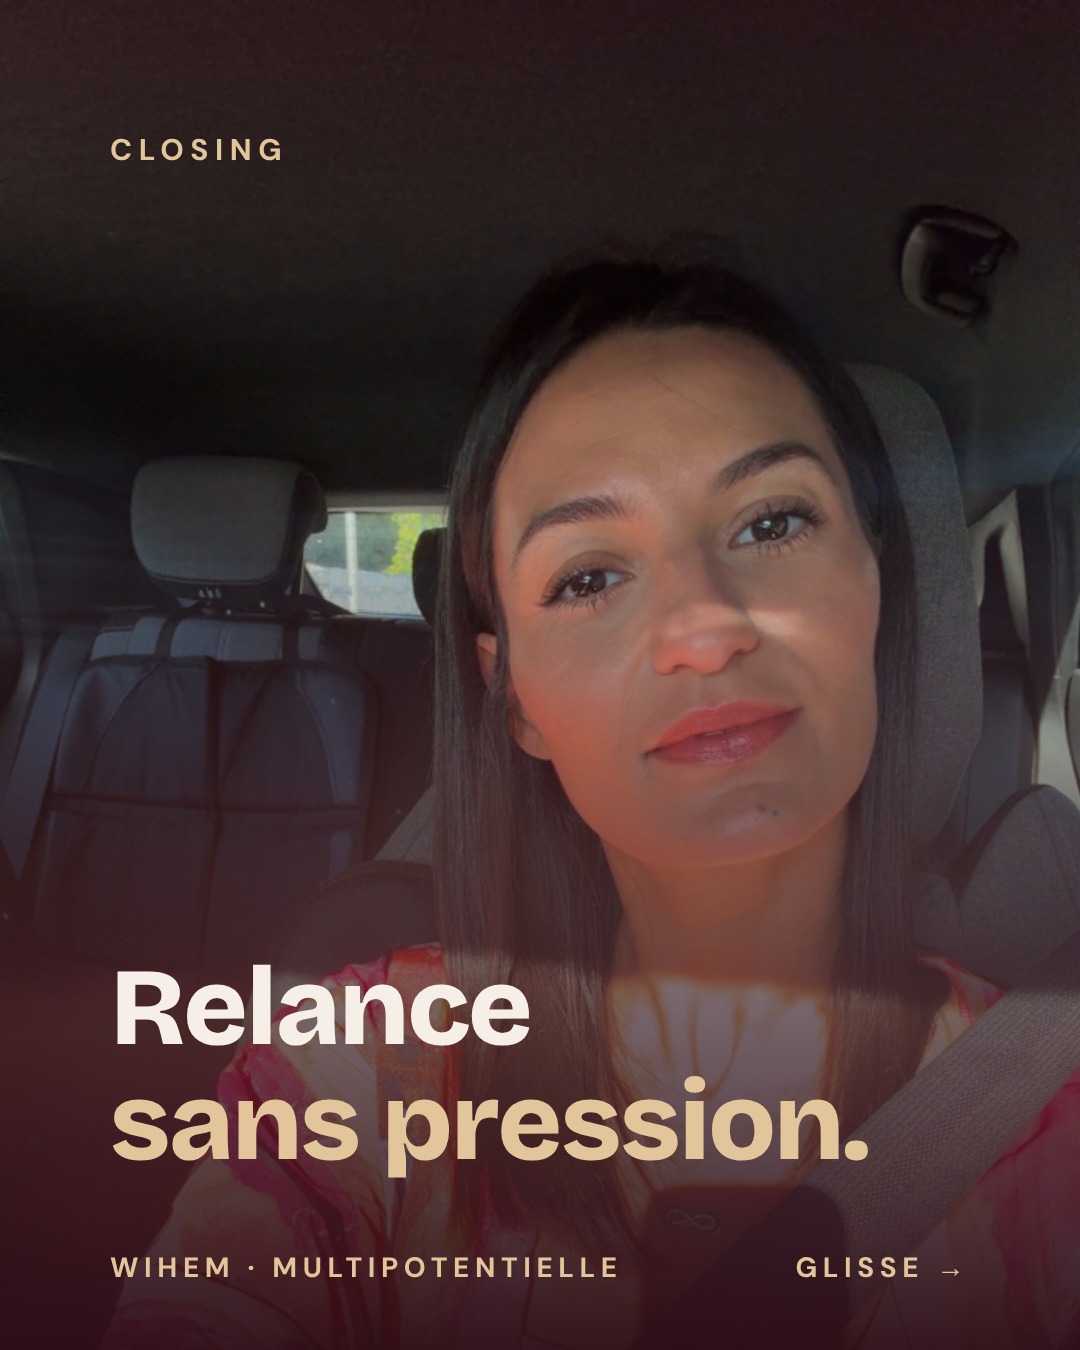 CLOSING
Relance
sans pression.
WIHEM · MULTIPOTENTIELLE
GLISSE →